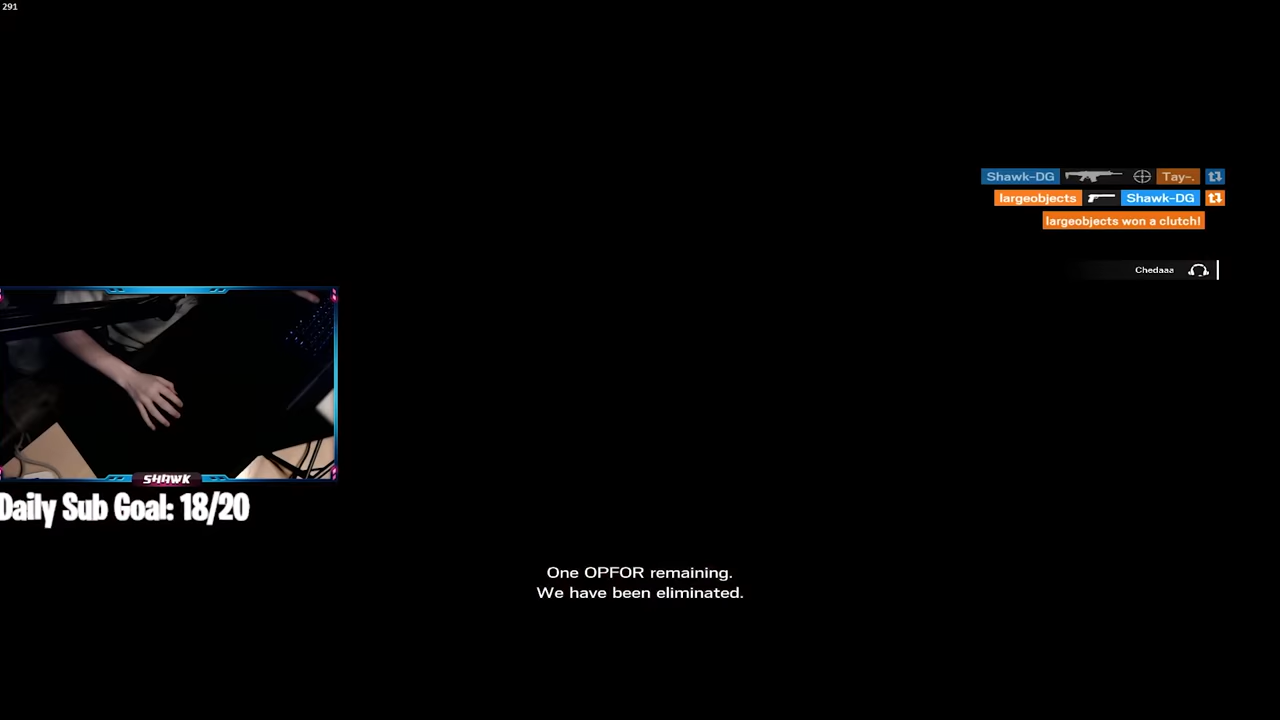 291
Shawk-DG Tay-.
largeobjects Shawk-DG
largeobjects won a clutch!
Chedaaa
SHAWK
Daily Sub Goal: 18/20
One OPFOR remaining.
We have been eliminated.